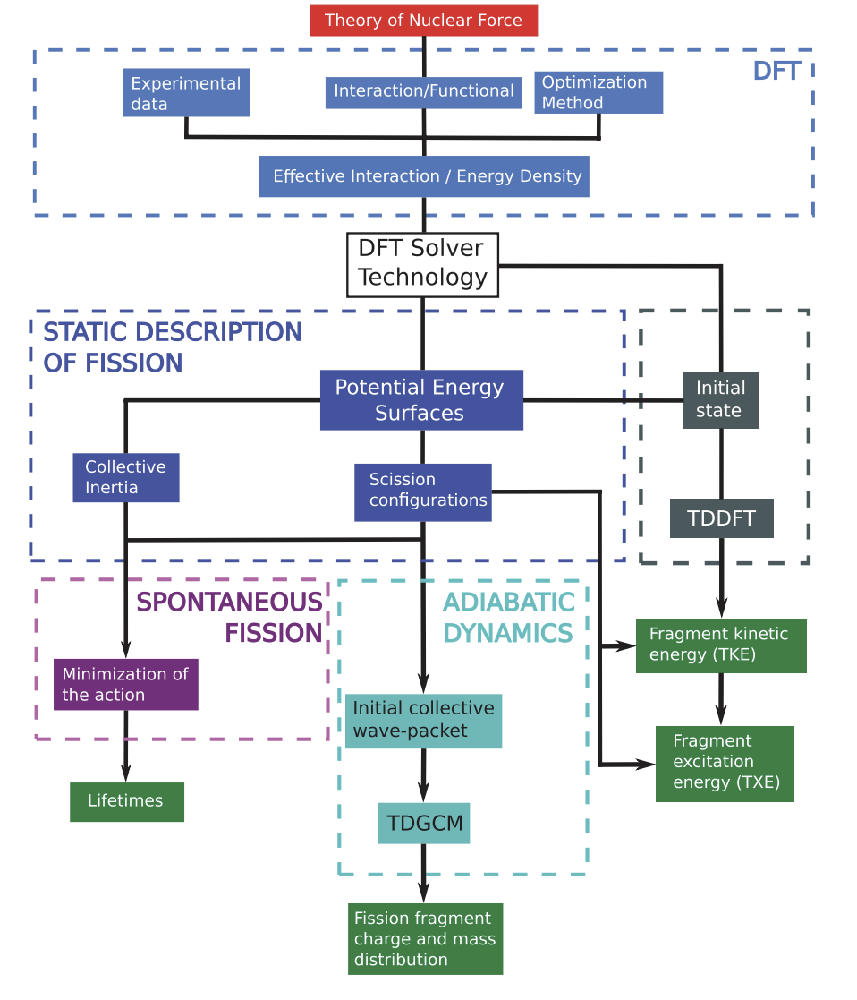 Theory of Nuclear Force
DFT
Experimental
data
Interaction/Functional
Optimization
Method
Effective Interaction / Energy Density
DFT Solver
Technology
STATIC DESCRIPTION
OF FISSION
Potential Energy
Surfaces
Initial
state
Collective
Inertia
Scission
configurations
TDDFT
SPONTANEOUS
FISSION
ADIABATIC
DYNAMICS
Fragment kinetic
energy (TKE)
Minimization of
the action
Initial collective
wave-packet
Fragment
excitation
energy (TXE)
Lifetimes
TDGCM
Fission fragment
charge and mass
distribution